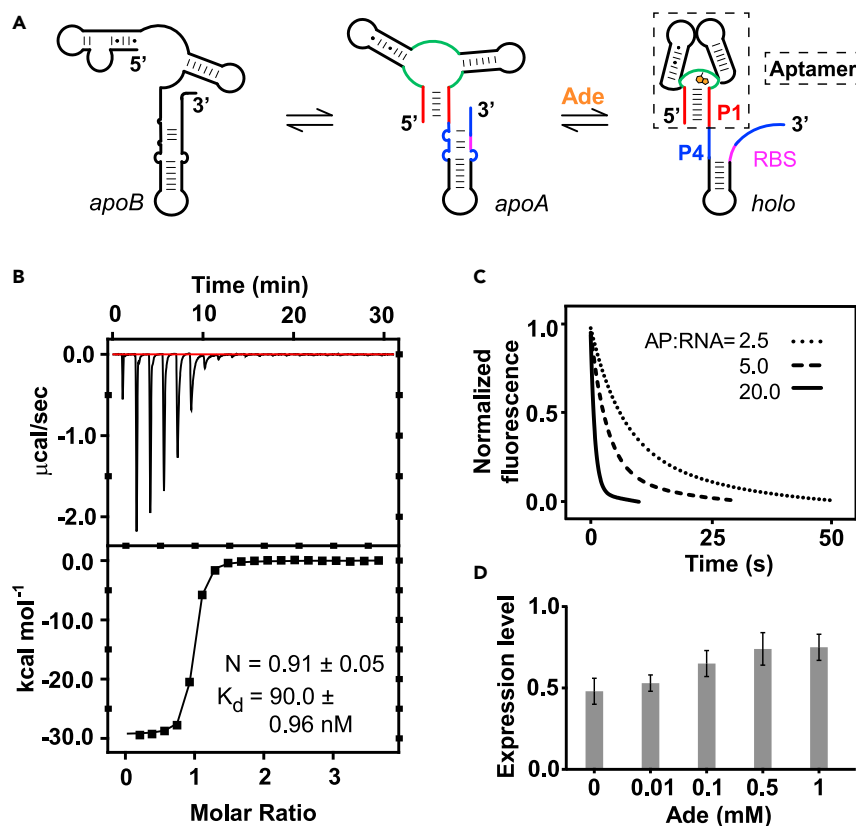 A
5'
3'
apoB
5'
3'
apoA
Ade
Aptamer
5'
P1
P4
3'
RBS
holo
B
Time (min)
0 10 20 30
0.0
-1.0
-2.0
μcal/sec
0.0
-10.0
-20.0
-30.0
kcal mol⁻¹
N = 0.91 ± 0.05
K_d = 90.0 ±
0.96 nM
0 1 2 3
Molar Ratio
C
Normalized
fluorescence
1.0
0.5
0.0
AP:RNA= 2.5
5.0
20.0
0 25 50
Time (s)
D
Expression level
1.0
0.5
0.0
0 0.01 0.1 0.5 1
Ade (mM)